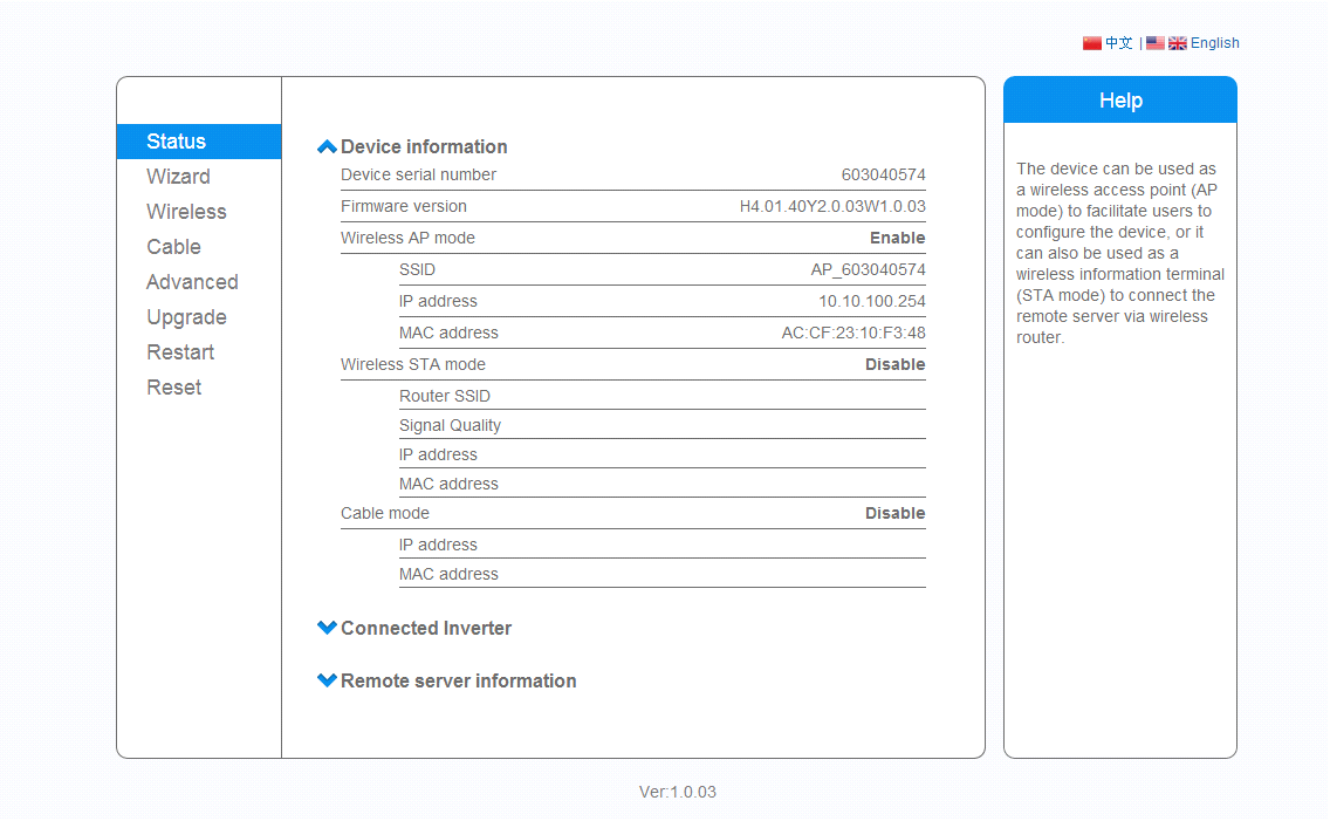 中文 | English
Status
Wizard
Wireless
Cable
Advanced
Upgrade
Restart
Reset
Device information
Device serial number 603040574
Firmware version H4.01.40Y2.0.03W1.0.03
Wireless AP mode Enable
SSID AP_603040574
IP address 10.10.100.254
MAC address AC:CF:23:10:F3:48
Wireless STA mode Disable
Router SSID
Signal Quality
IP address
MAC address
Cable mode Disable
IP address
MAC address
Connected Inverter
Remote server information
Help
The device can be used as
a wireless access point (AP
mode) to facilitate users to
configure the device, or it
can also be used as a
wireless information terminal
(STA mode) to connect the
remote server via wireless
router.
Ver:1.0.03